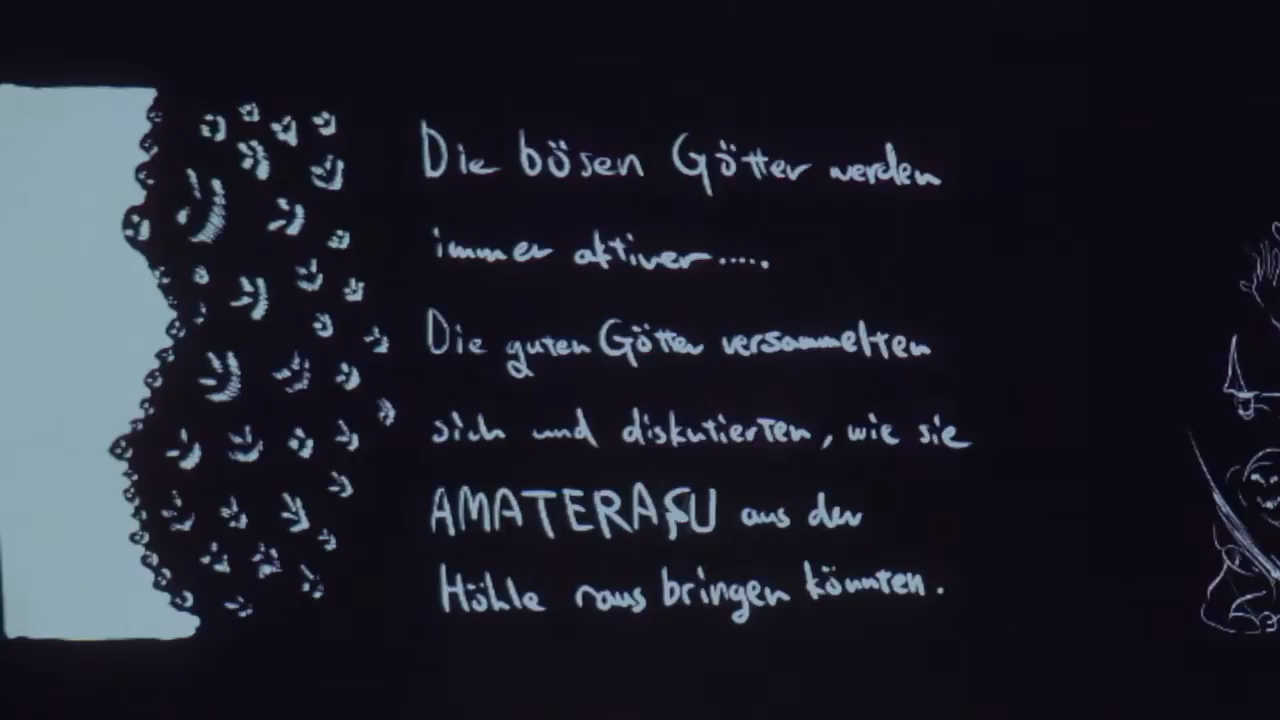 Die bösen Götter werden
immer aktiver.....
Die guten Götter versammelten
sich und diskutierten, wie sie
AMATERASU aus der
Höhle raus bringen könnten.